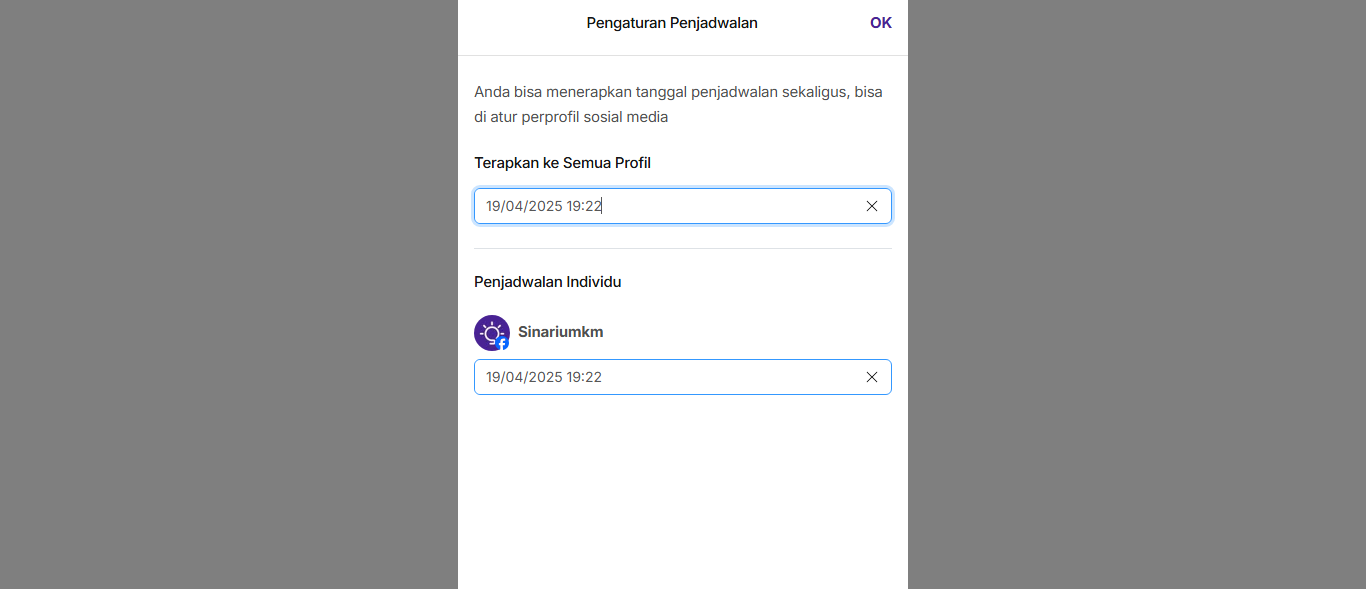 Pengaturan Penjadwalan
OK
Anda bisa menerapkan tanggal penjadwalan sekaligus, bisa
di atur perprofil sosial media
Terapkan ke Semua Profil
19/04/2025 19:22
Penjadwalan Individu
Sinariumkm
19/04/2025 19:22